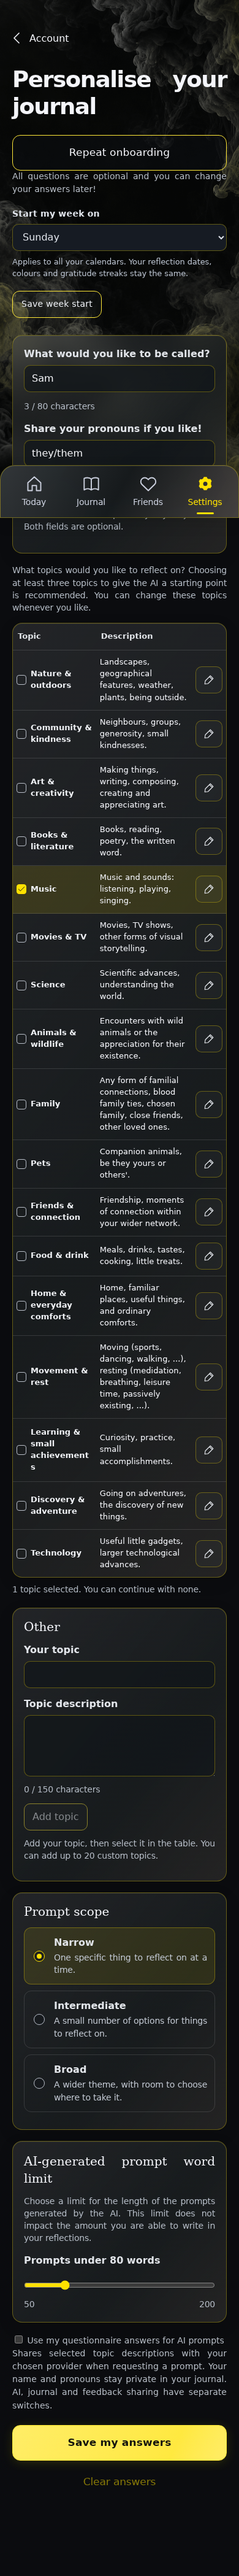 Account
Personalise your
journal
Repeat onboarding
All questions are optional and you can change
your answers later!
Start my week on
Sunday
Applies to all your calendars. Your reflection dates,
colours and gratitude streaks stay the same.
Save week start
What would you like to be called?
Sam
3 / 80 characters
Share your pronouns if you like!
they/them
Today
Journal
Friends
Settings
Both fields are optional.
What topics would you like to reflect on? Choosing
at least three topics to give the AI a starting point
is recommended. You can change these topics
whenever you like.
Topic
Description
Nature &
outdoors
Landscapes,
geographical
features, weather,
plants, being outside.
Community &
kindness
Neighbours, groups,
generosity, small
kindnesses.
Art &
creativity
Making things,
writing, composing,
creating and
appreciating art.
Books &
literature
Books, reading,
poetry, the written
word.
Music
Music and sounds:
listening, playing,
singing.
Movies & TV
Movies, TV shows,
other forms of visual
storytelling.
Science
Scientific advances,
understanding the
world.
Animals &
wildlife
Encounters with wild
animals or the
appreciation for their
existence.
Family
Any form of familial
connections, blood
family ties, chosen
family, close friends,
other loved ones.
Pets
Companion animals,
be they yours or
others'.
Friends &
connection
Friendship, moments
of connection within
your wider network.
Food & drink
Meals, drinks, tastes,
cooking, little treats.
Home &
everyday
comforts
Home, familiar
places, useful things,
and ordinary
comforts.
Movement &
rest
Moving (sports,
dancing, walking, ...),
resting (medidation,
breathing, leisure
time, passively
existing, ...).
Learning &
small
achievement
s
Curiosity, practice,
small
accomplishments.
Discovery &
adventure
Going on adventures,
the discovery of new
things.
Technology
Useful little gadgets,
larger technological
advances.
1 topic selected. You can continue with none.
Other
Your topic
Topic description
0 / 150 characters
Add topic
Add your topic, then select it in the table. You
can add up to 20 custom topics.
Prompt scope
Narrow
One specific thing to reflect on at a
time.
Intermediate
A small number of options for things
to reflect on.
Broad
A wider theme, with room to choose
where to take it.
AI-generated prompt word
limit
Choose a limit for the length of the prompts
generated by the AI. This limit does not
impact the amount you are able to write in
your reflections.
Prompts under 80 words
50
200
Use my questionnaire answers for AI prompts
Shares selected topic descriptions with your
chosen provider when requesting a prompt. Your
name and pronouns stay private in your journal.
AI, journal and feedback sharing have separate
switches.
Save my answers
Clear answers